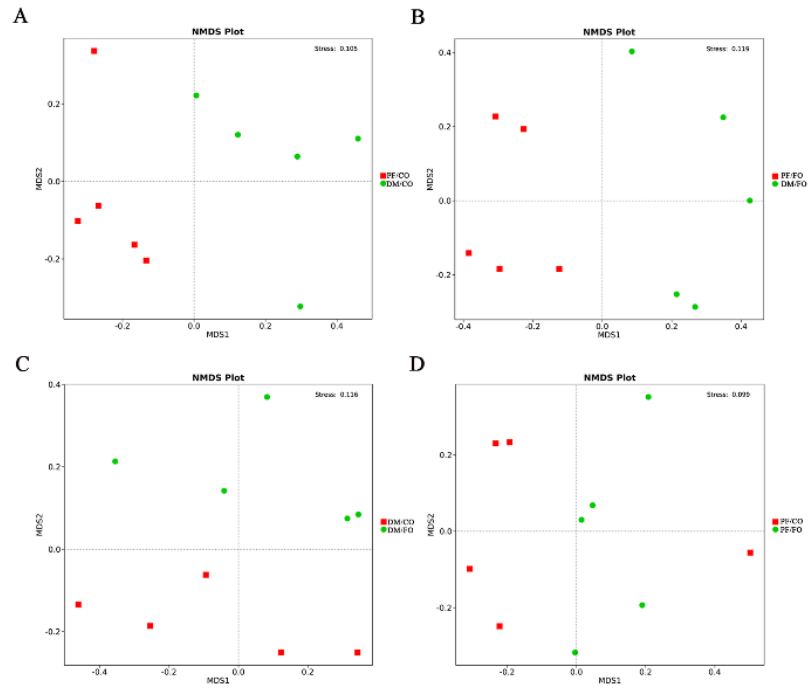 A
NMDS Plot
Stress: 0.105
0.2
0.0
-0.2
MDS2
-0.2
0.0
0.2
0.4
MDS1
PF/CO
DM/CO
B
NMDS Plot
Stress: 0.119
0.4
0.2
0.0
-0.2
MDS2
-0.4
-0.2
0.0
0.2
0.4
MDS1
PF/FO
DM/FO
C
NMDS Plot
Stress: 0.116
0.4
0.2
0.0
-0.2
MDS2
-0.4
-0.2
0.0
0.2
MDS1
DM/CO
DM/FO
D
NMDS Plot
Stress: 0.099
0.2
0.0
-0.2
MDS2
-0.2
0.0
0.2
0.4
MDS1
PF/CO
PF/FO